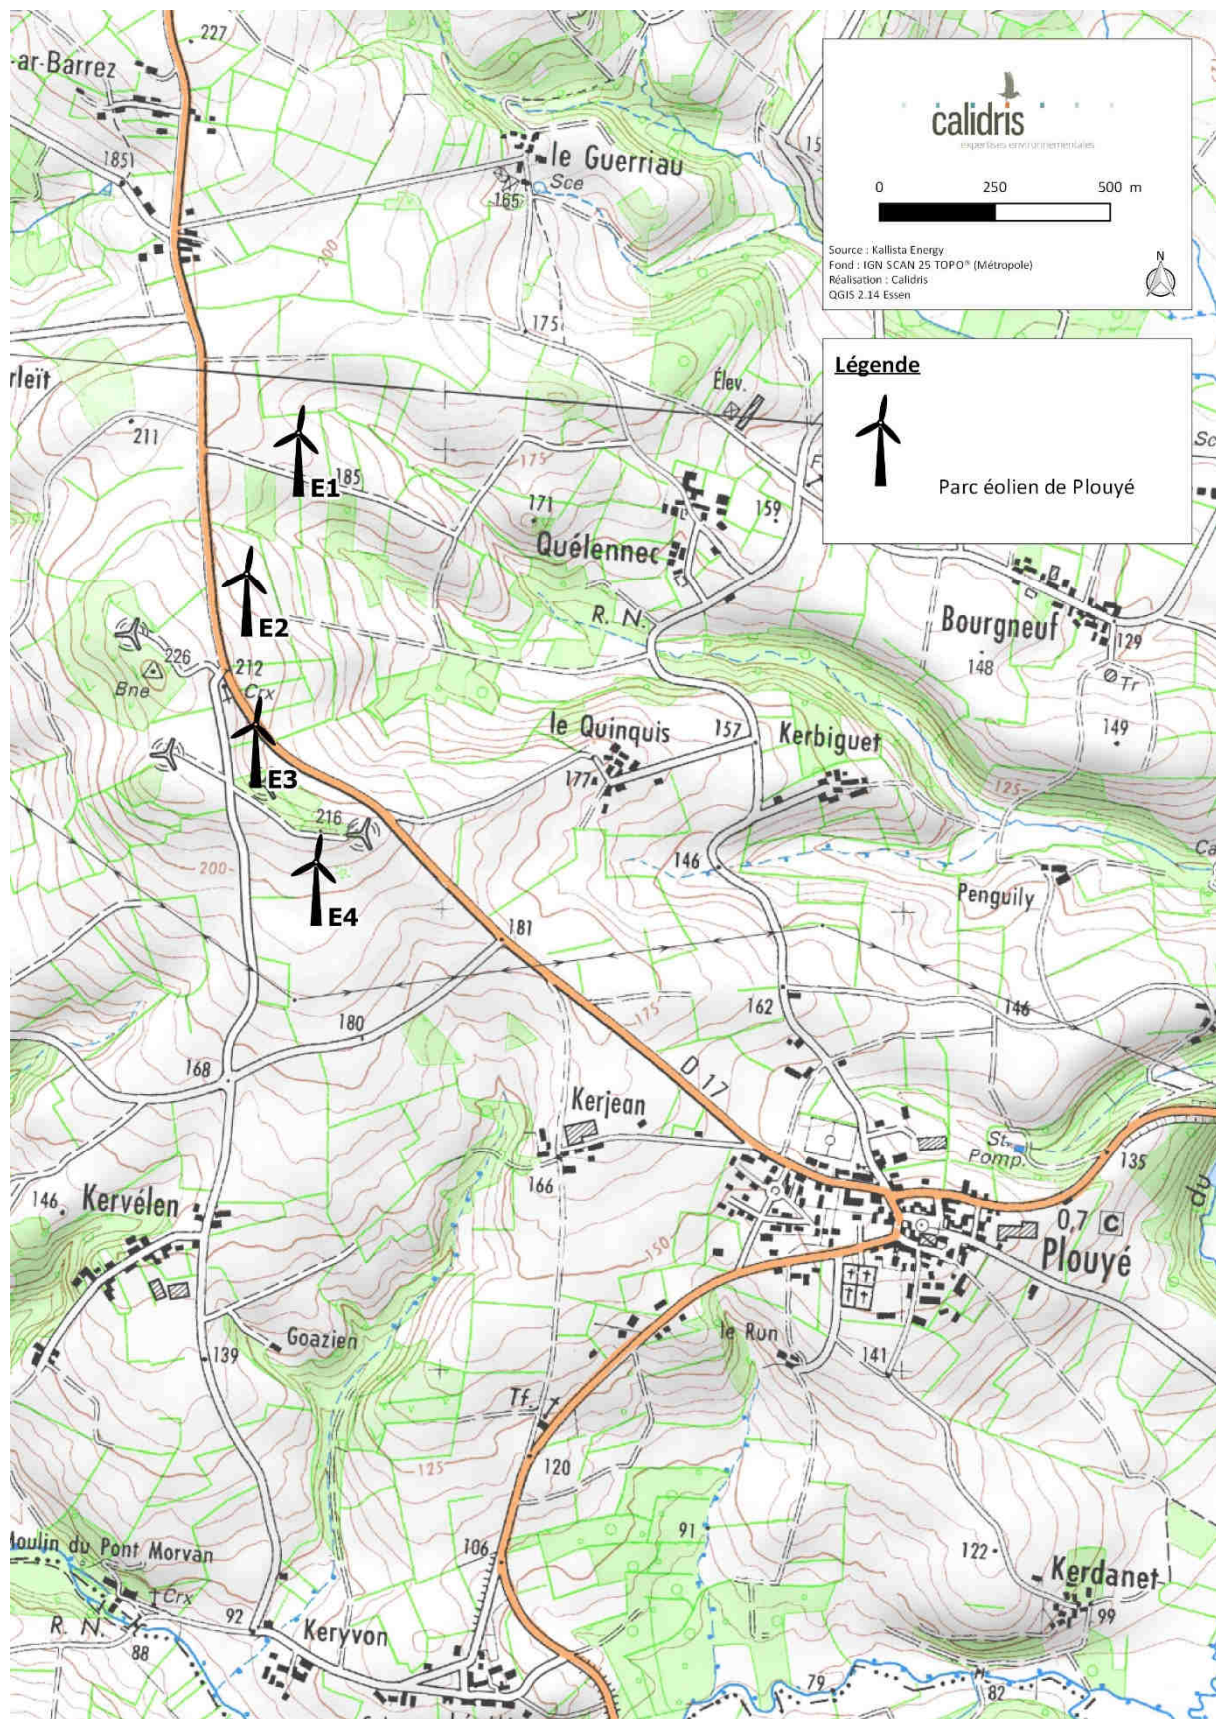 227
-ar-Barrez
1851
le Guerriau
Sce
165
200
175
rleït
Élev.
211
E1
185
175
171
159
Quélennec
R. N.
E2
226
212
Bne
Crx
Bourgneuf
129
148
Tr
149
le Quinquis
157
Kerbiguet
177
E3
125
216
200
146
Ca
Penguily
E4
181
162
146
175
180
168
D 17
Kerjean
St.
Pomp.
135
166
146
Kervélen
du
0,7 C
Plouyé
150
Goazien
139
le Run
141
Tf.
125
120
91
122
106
Moulin du Pont Morvan
Kerdanet
Crx
99
R. N.
92
Keryvon
88
79
82
calidris
expertises environnementales
0 250 500 m
Source : Kallista Energy
Fond : IGN SCAN 25 TOPO® (Métropole)
Réalisation : Calidris
QGIS 2.14 Essen
N
Légende
Parc éolien de Plouyé